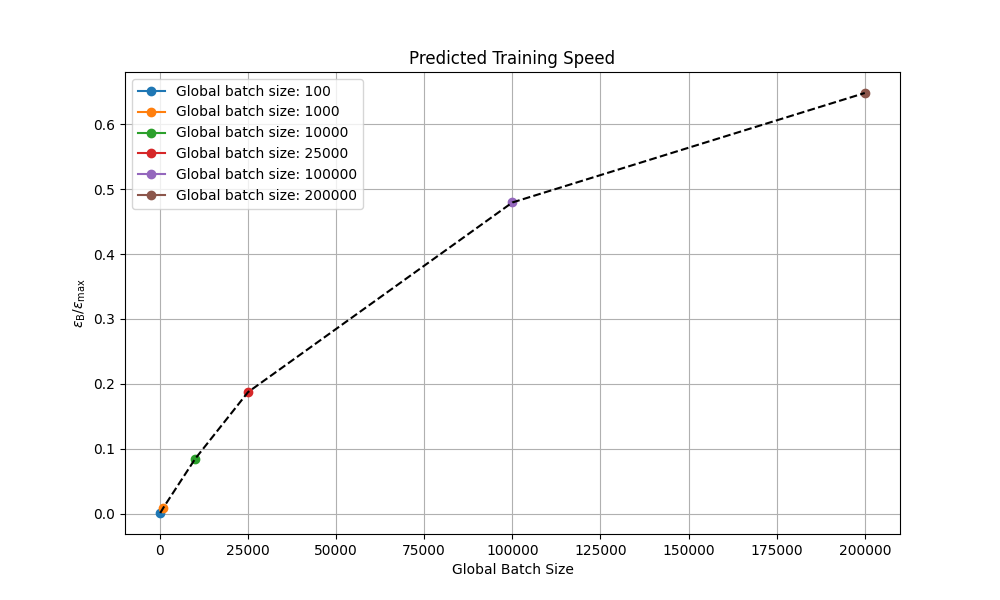 Predicted Training Speed
Global batch size: 100
Global batch size: 1000
Global batch size: 10000
Global batch size: 25000
Global batch size: 100000
Global batch size: 200000
0.6
0.5
0.4
0.3
0.2
0.1
0.0
εB/εmax
0 25000 50000 75000 100000 125000 150000 175000 200000
Global Batch Size